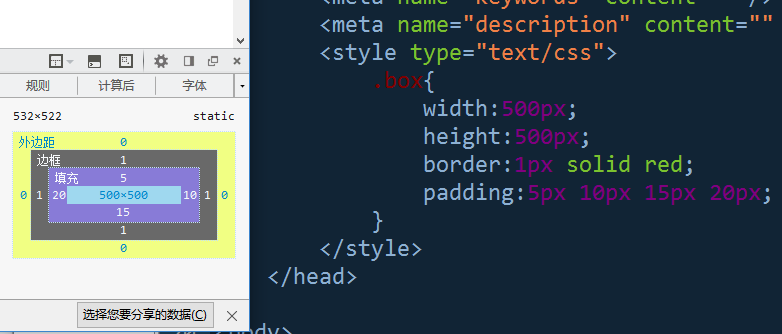 <meta name="description" content=""
<style type="text/css">
.box{
width:500px;
height:500px;
border:1px solid red;
padding:5px 10px 15px 20px;
}
</style>
</head>
规则 计算后 字体
532×522 static
外边距 0
边框 1
填充 5
0 1 20 500×500 10 1 0
15
1
0
选择您要分享的数据(C)